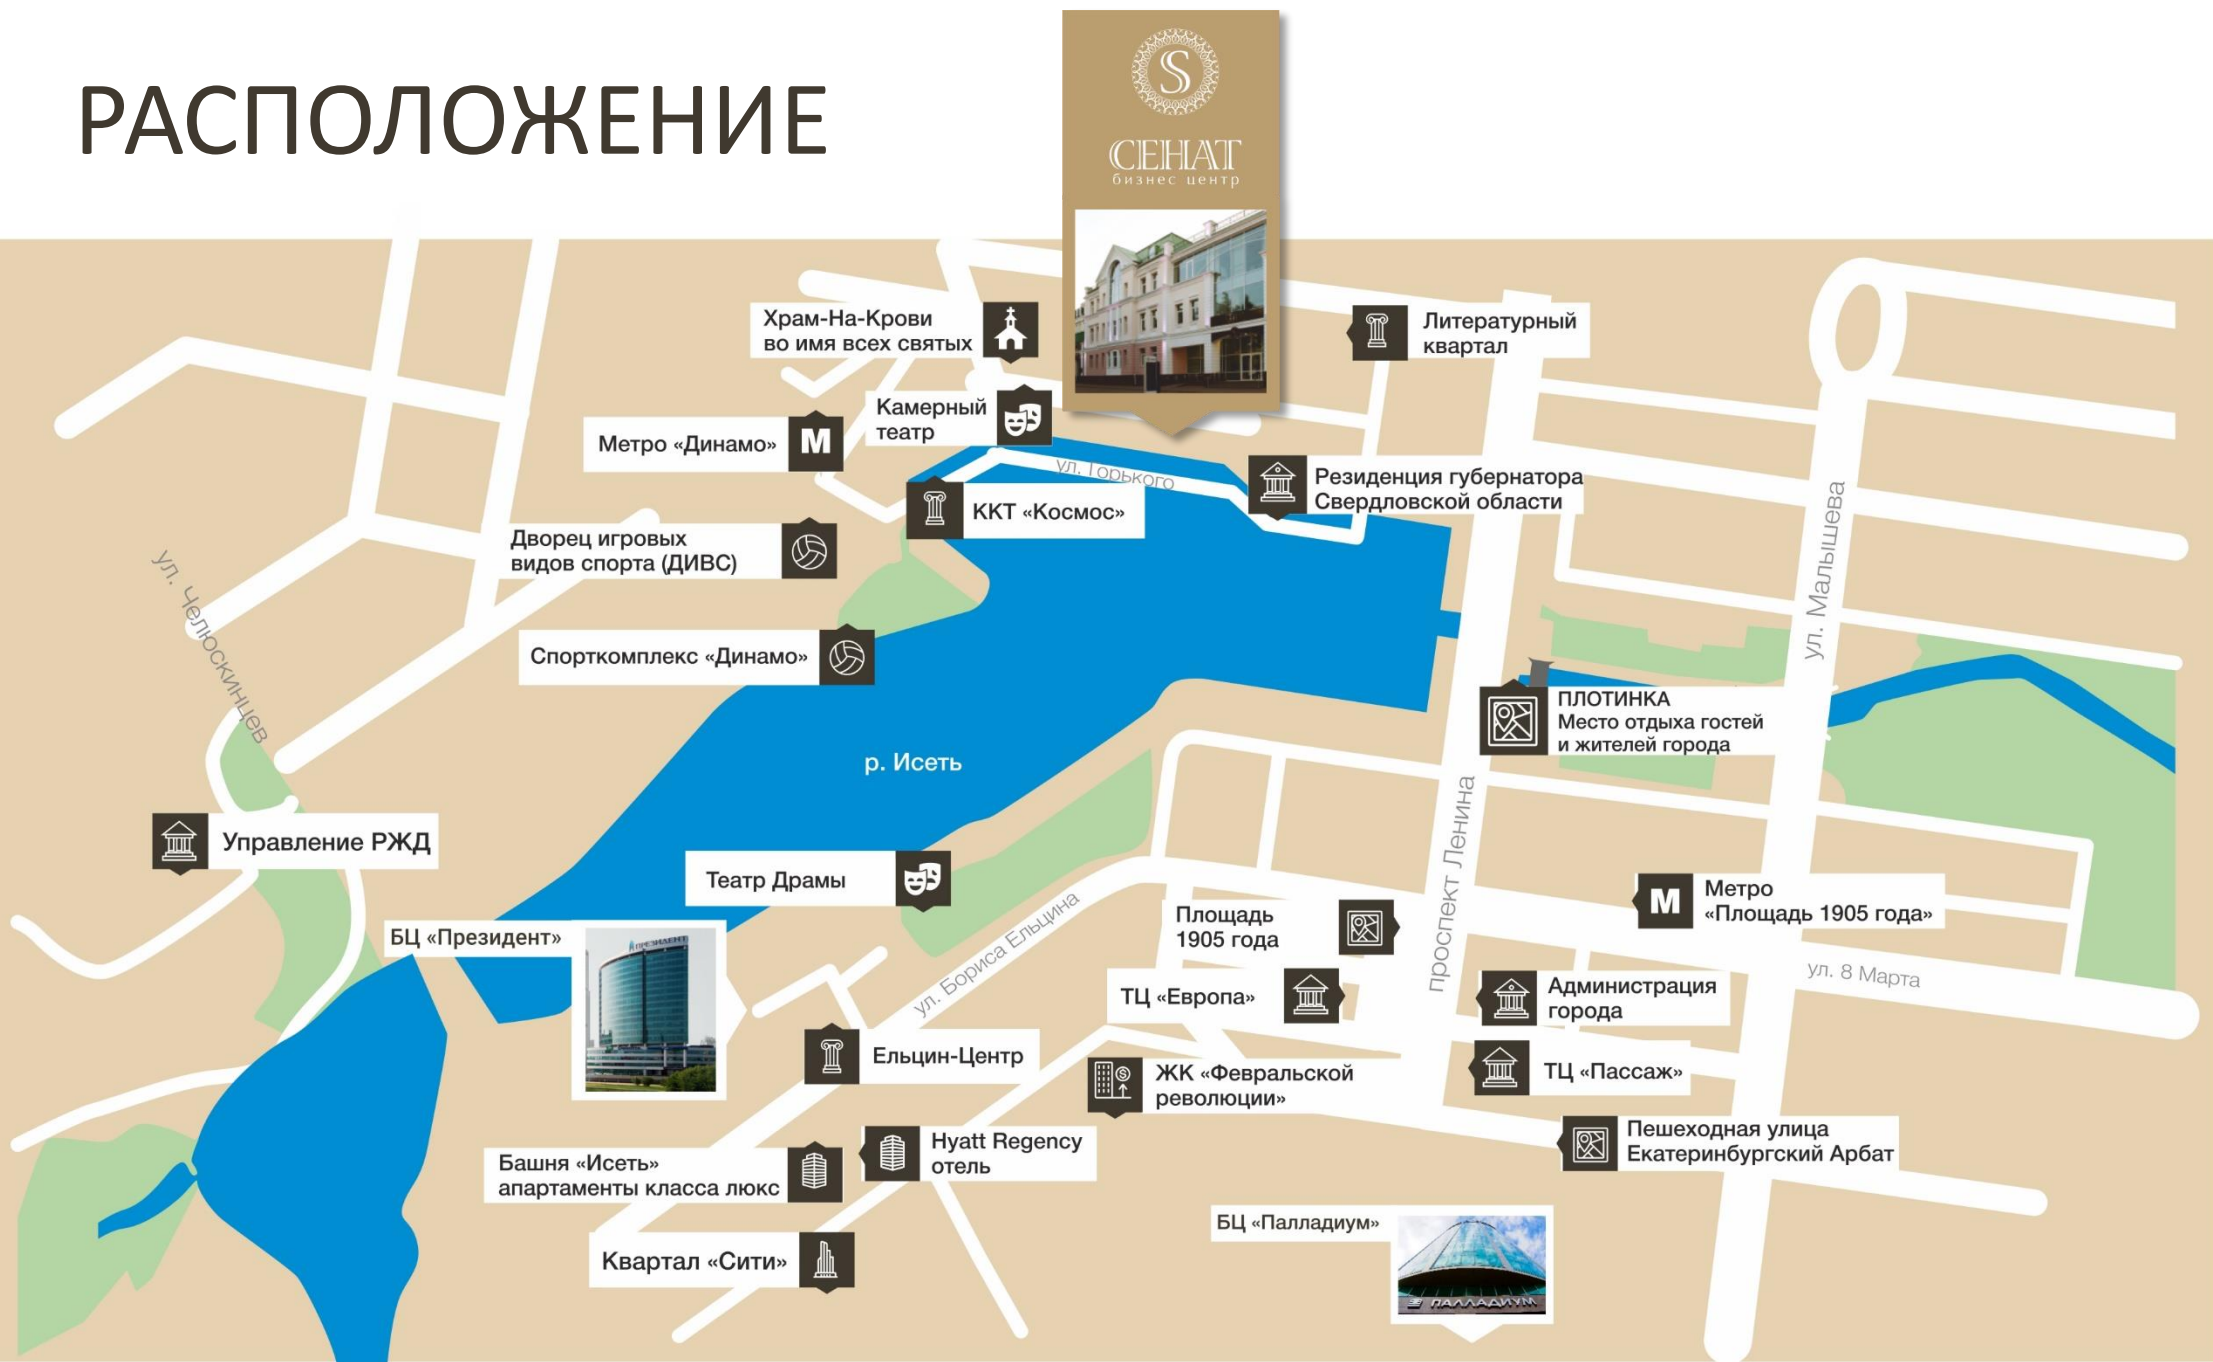 РАСПОЛОЖЕНИЕ
S
СЕНАТ
бизнес центр
Храм-На-Крови
во имя всех святых
Литературный
квартал
Камерный
театр
Метро «Динамо»
М
ул. Горького
Резиденция губернатора
Свердловской области
ККТ «Космос»
Дворец игровых
видов спорта (ДИВС)
ул. Малышева
ул. Челюскинцев
Спорткомплекс «Динамо»
ПЛОТИНКА
Место отдыха гостей
и жителей города
р. Исеть
проспект Ленина
Управление РЖД
Театр Драмы
М
Метро
«Площадь 1905 года»
Площадь
1905 года
ул. Бориса Ельцина
БЦ «Президент»
ПРЕЗИДЕНТ
ул. 8 Марта
ТЦ «Европа»
Администрация
города
Ельцин-Центр
ЖК «Февральской
революции»
ТЦ «Пассаж»
Hyatt Regency
отель
Пешеходная улица
Екатеринбургский Арбат
Башня «Исеть»
апартаменты класса люкс
БЦ «Палладиум»
Квартал «Сити»
ПАЛЛАДИУМ